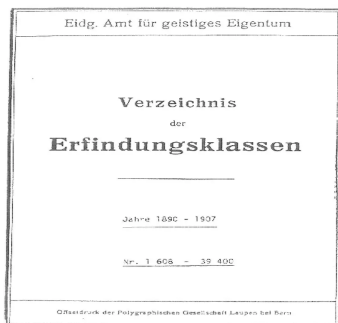 Eidg. Amt für geistiges Eigentum
Verzeichnis
der
Erfindungsklassen
Jahre 1890 - 1907
Nr. 1 608 - 39 400
Offsetdruck der Polygraphischen Gesellschaft Laupen bei Bern